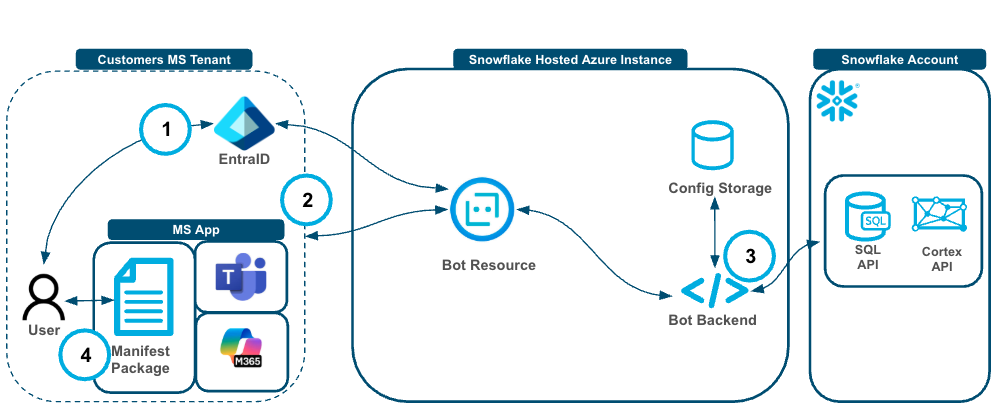 Customers MS Tenant
Snowflake Hosted Azure Instance
Snowflake Account
1
EntraID
2
MS App
T
M365
User
4
Manifest
Package
Bot Resource
Config Storage
3
Bot Backend
®
SQL
SQL
API
Cortex
API